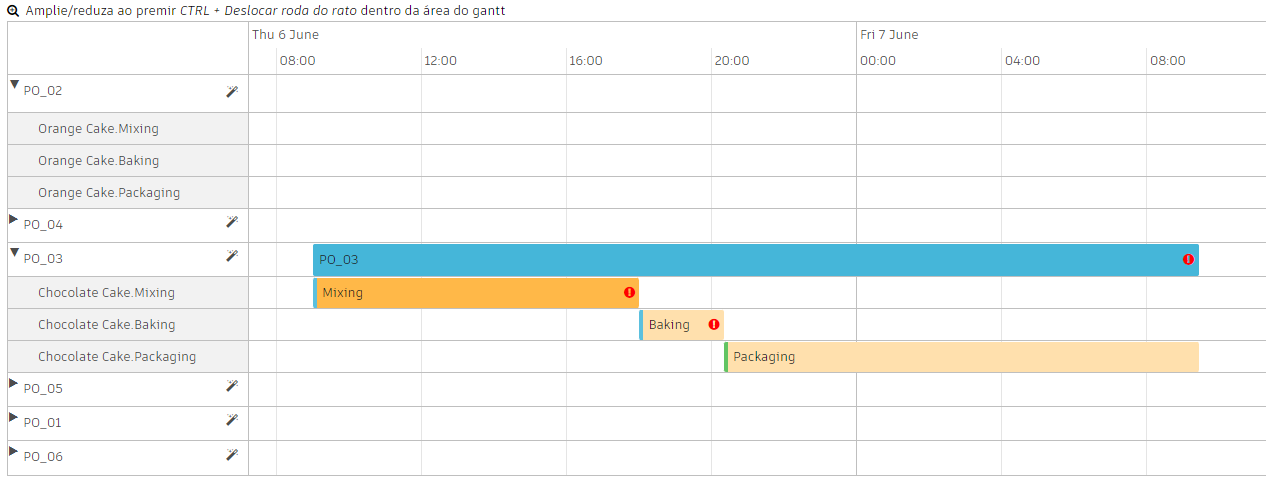 Amplie/reduza ao premir CTRL + Deslocar roda do rato dentro da área do gantt
Thu 6 June
Fri 7 June
08:00
12:00
16:00
20:00
00:00
04:00
08:00
PO_02
Orange Cake.Mixing
Orange Cake.Baking
Orange Cake.Packaging
PO_04
PO_03
PO_03
Chocolate Cake.Mixing
Mixing
Chocolate Cake.Baking
Baking
Chocolate Cake.Packaging
Packaging
PO_05
PO_01
PO_06